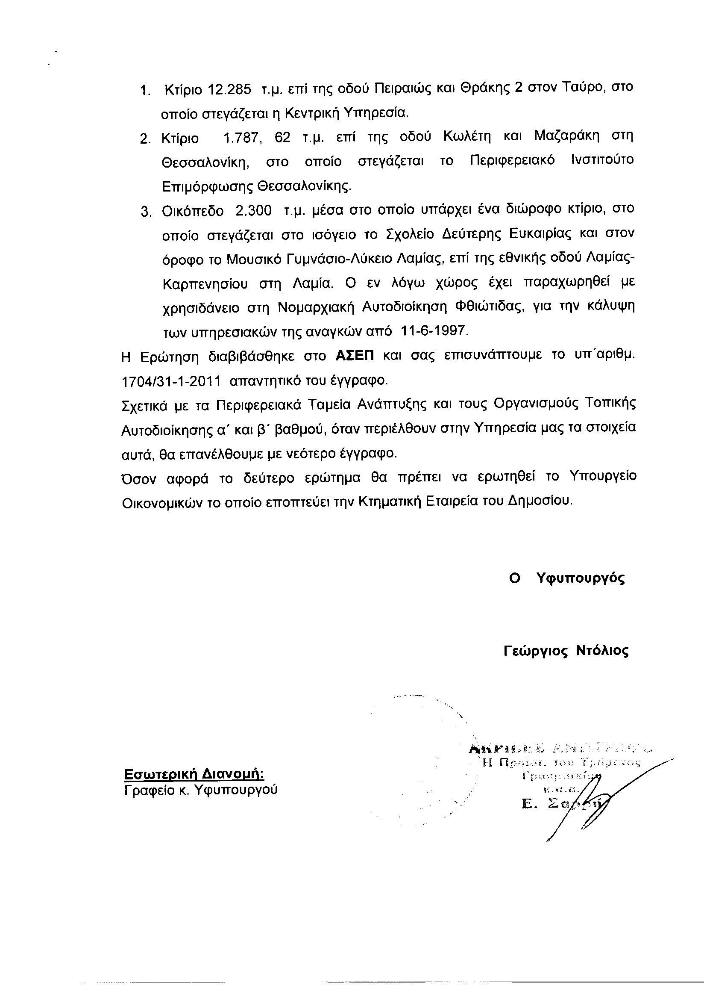 1. Κτίριο 12.285 τ.μ. επί της οδού Πειραιώς και Θράκης 2 στον Ταύρο, στο
οποίο στεγάζεται η Κεντρική Υπηρεσία.
2. Κτίριο 1.787, 62 τ.μ. επί της οδού Κωλέτη και Μαζαράκη στη
Θεσσαλονίκη, στο οποίο στεγάζεται το Περιφερειακό Ινστιτούτο
Επιμόρφωσης Θεσσαλονίκης.
3. Οικόπεδο 2.300 τ.μ. μέσα στο οποίο υπάρχει ένα διώροφο κτίριο, στο
οποίο στεγάζεται στο ισόγειο το Σχολείο Δεύτερης Ευκαιρίας και στον
όροφο το Μουσικό Γυμνάσιο-Λύκειο Λαμίας, επί της εθνικής οδού Λαμίας-
Καρπενησίου στη Λαμία. Ο εν λόγω χώρος έχει παραχωρηθεί με
χρησιδάνειο στη Νομαρχιακή Αυτοδιοίκηση Φθιώτιδας, για την κάλυψη
των υπηρεσιακών της αναγκών από 11-6-1997.
Η Ερώτηση διαβιβάσθηκε στο ΑΣΕΠ και σας επισυνάπτουμε το υπ΄αριθμ.
1704/31-1-2011 απαντητικό του έγγραφο.
Σχετικά με τα Περιφερειακά Ταμεία Ανάπτυξης και τους Οργανισμούς Τοπικής
Αυτοδιοίκησης α΄ και β΄ βαθμού, όταν περιέλθουν στην Υπηρεσία μας τα στοιχεία
αυτά, θα επανέλθουμε με νεότερο έγγραφο.
Όσον αφορά το δεύτερο ερώτημα θα πρέπει να ερωτηθεί το Υπουργείο
Οικονομικών το οποίο εποπτεύει την Κτηματική Εταιρεία του Δημοσίου.
Ο Υφυπουργός
Γεώργιος Ντόλιος
ΑΚΡΙΒΕΣ ΑΝΤΙΓΡΑΦΟ
Η Προϊστ. του Τμήματος
Γραμματείας
κ.α.α.
Ε. Σαρρή
Εσωτερική Διανομή:
Γραφείο κ. Υφυπουργού